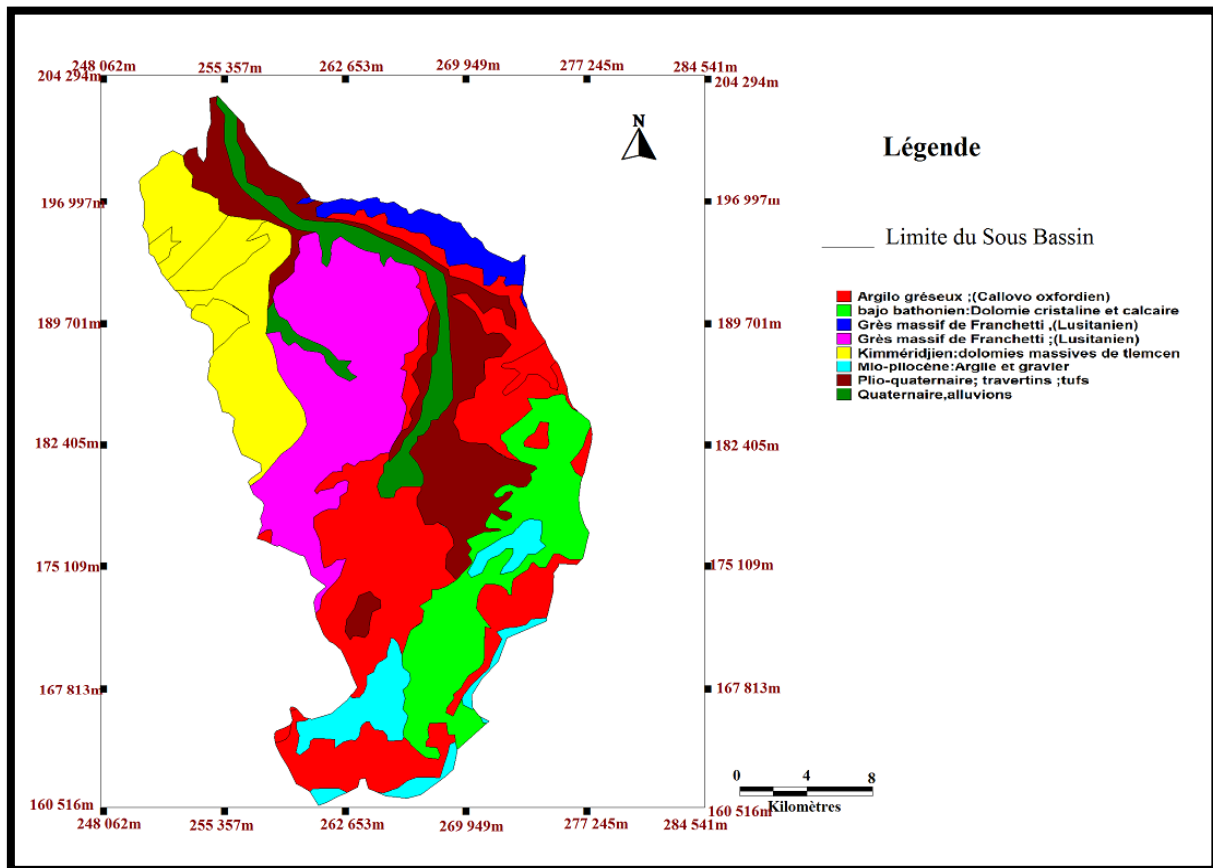 248 062m 255 357m 262 653m 269 949m 277 245m 284 541m
204 294m 204 294m
N
Légende
196 997m 196 997m
Limite du Sous Bassin
Argilo gréseux ;(Callovo oxfordien)
bajo bathonien:Dolomie cristaline et calcaire
189 701m 189 701m
Grès massif de Franchetti ,(Lusitanien)
Grès massif de Franchetti ;(Lusitanien)
Kimméridjien:dolomies massives de tlemcen
Mio-pliocène:Argile et gravier
Plio-quaternaire; travertins ;tufs
Quaternaire,alluvions
182 405m 182 405m
175 109m 175 109m
167 813m 167 813m
0 4 8
Kilomètres
160 516m 160 516m
248 062m 255 357m 262 653m 269 949m 277 245m 284 541m